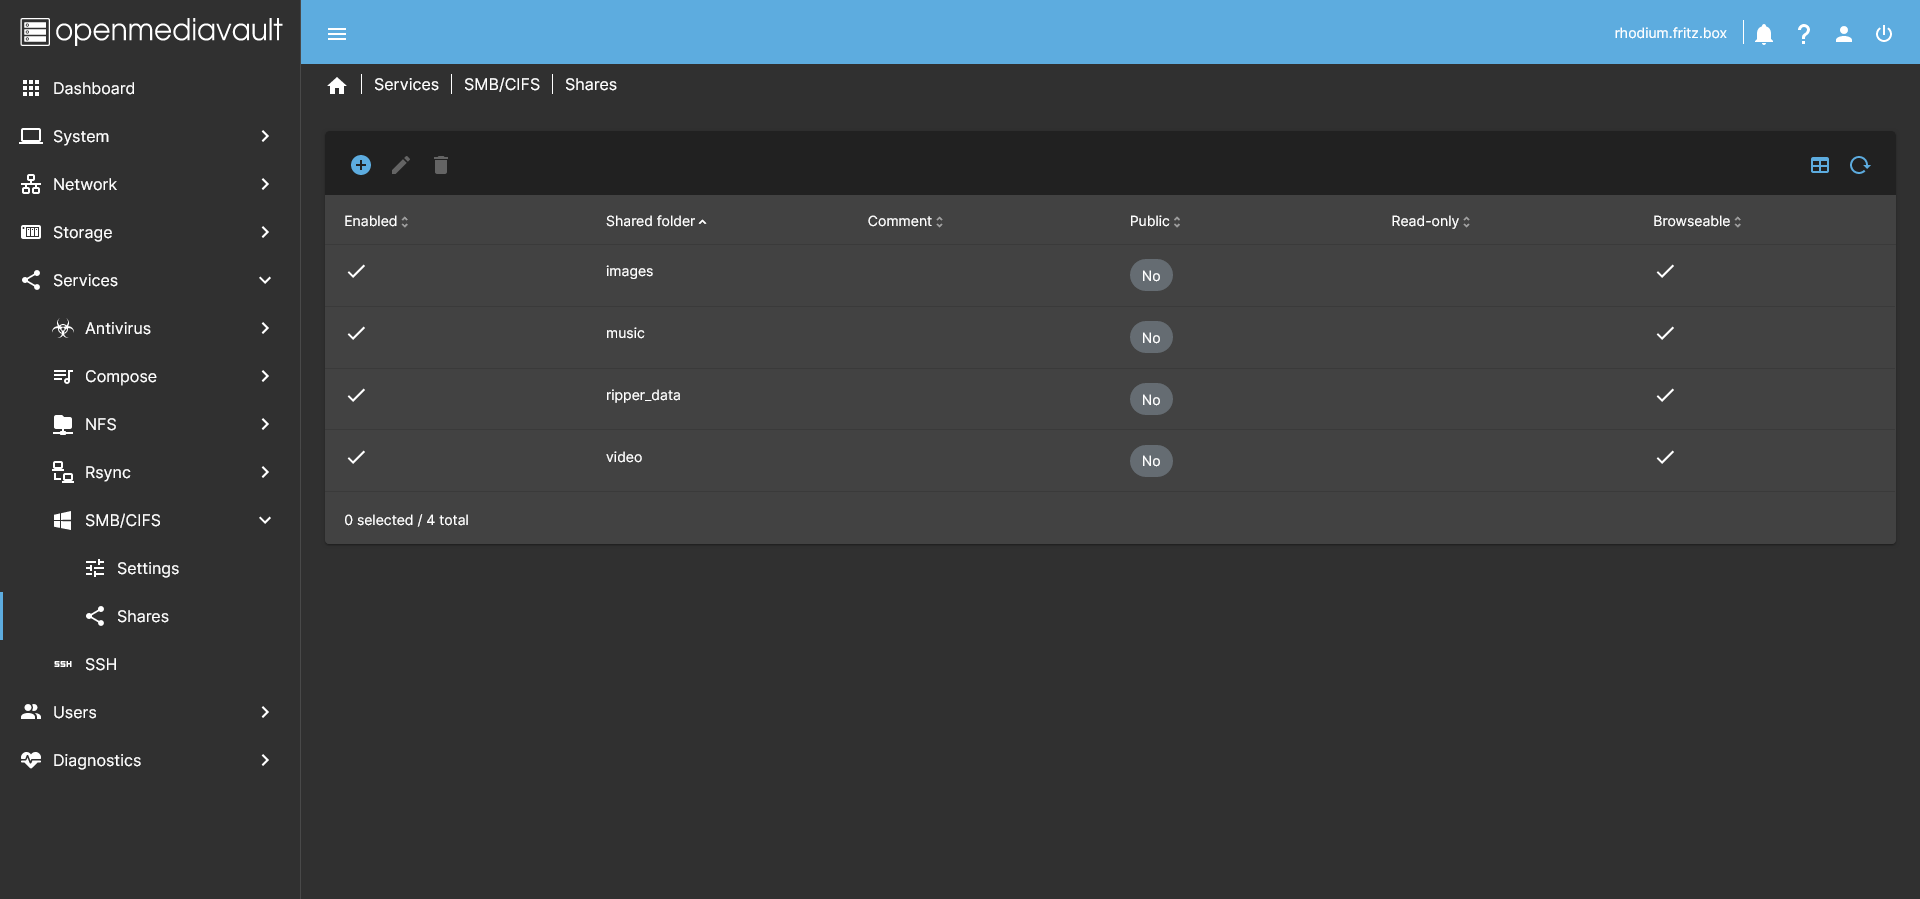 openmediavault
rhodium.fritz.box
Dashboard
System
Network
Storage
Services
Antivirus
Compose
NFS
Rsync
SMB/CIFS
Settings
Shares
SSH
SSH
Users
Diagnostics
Services | SMB/CIFS | Shares
Enabled Shared folder Comment Public Read-only Browseable
images No
music No
ripper_data No
video No
0 selected / 4 total